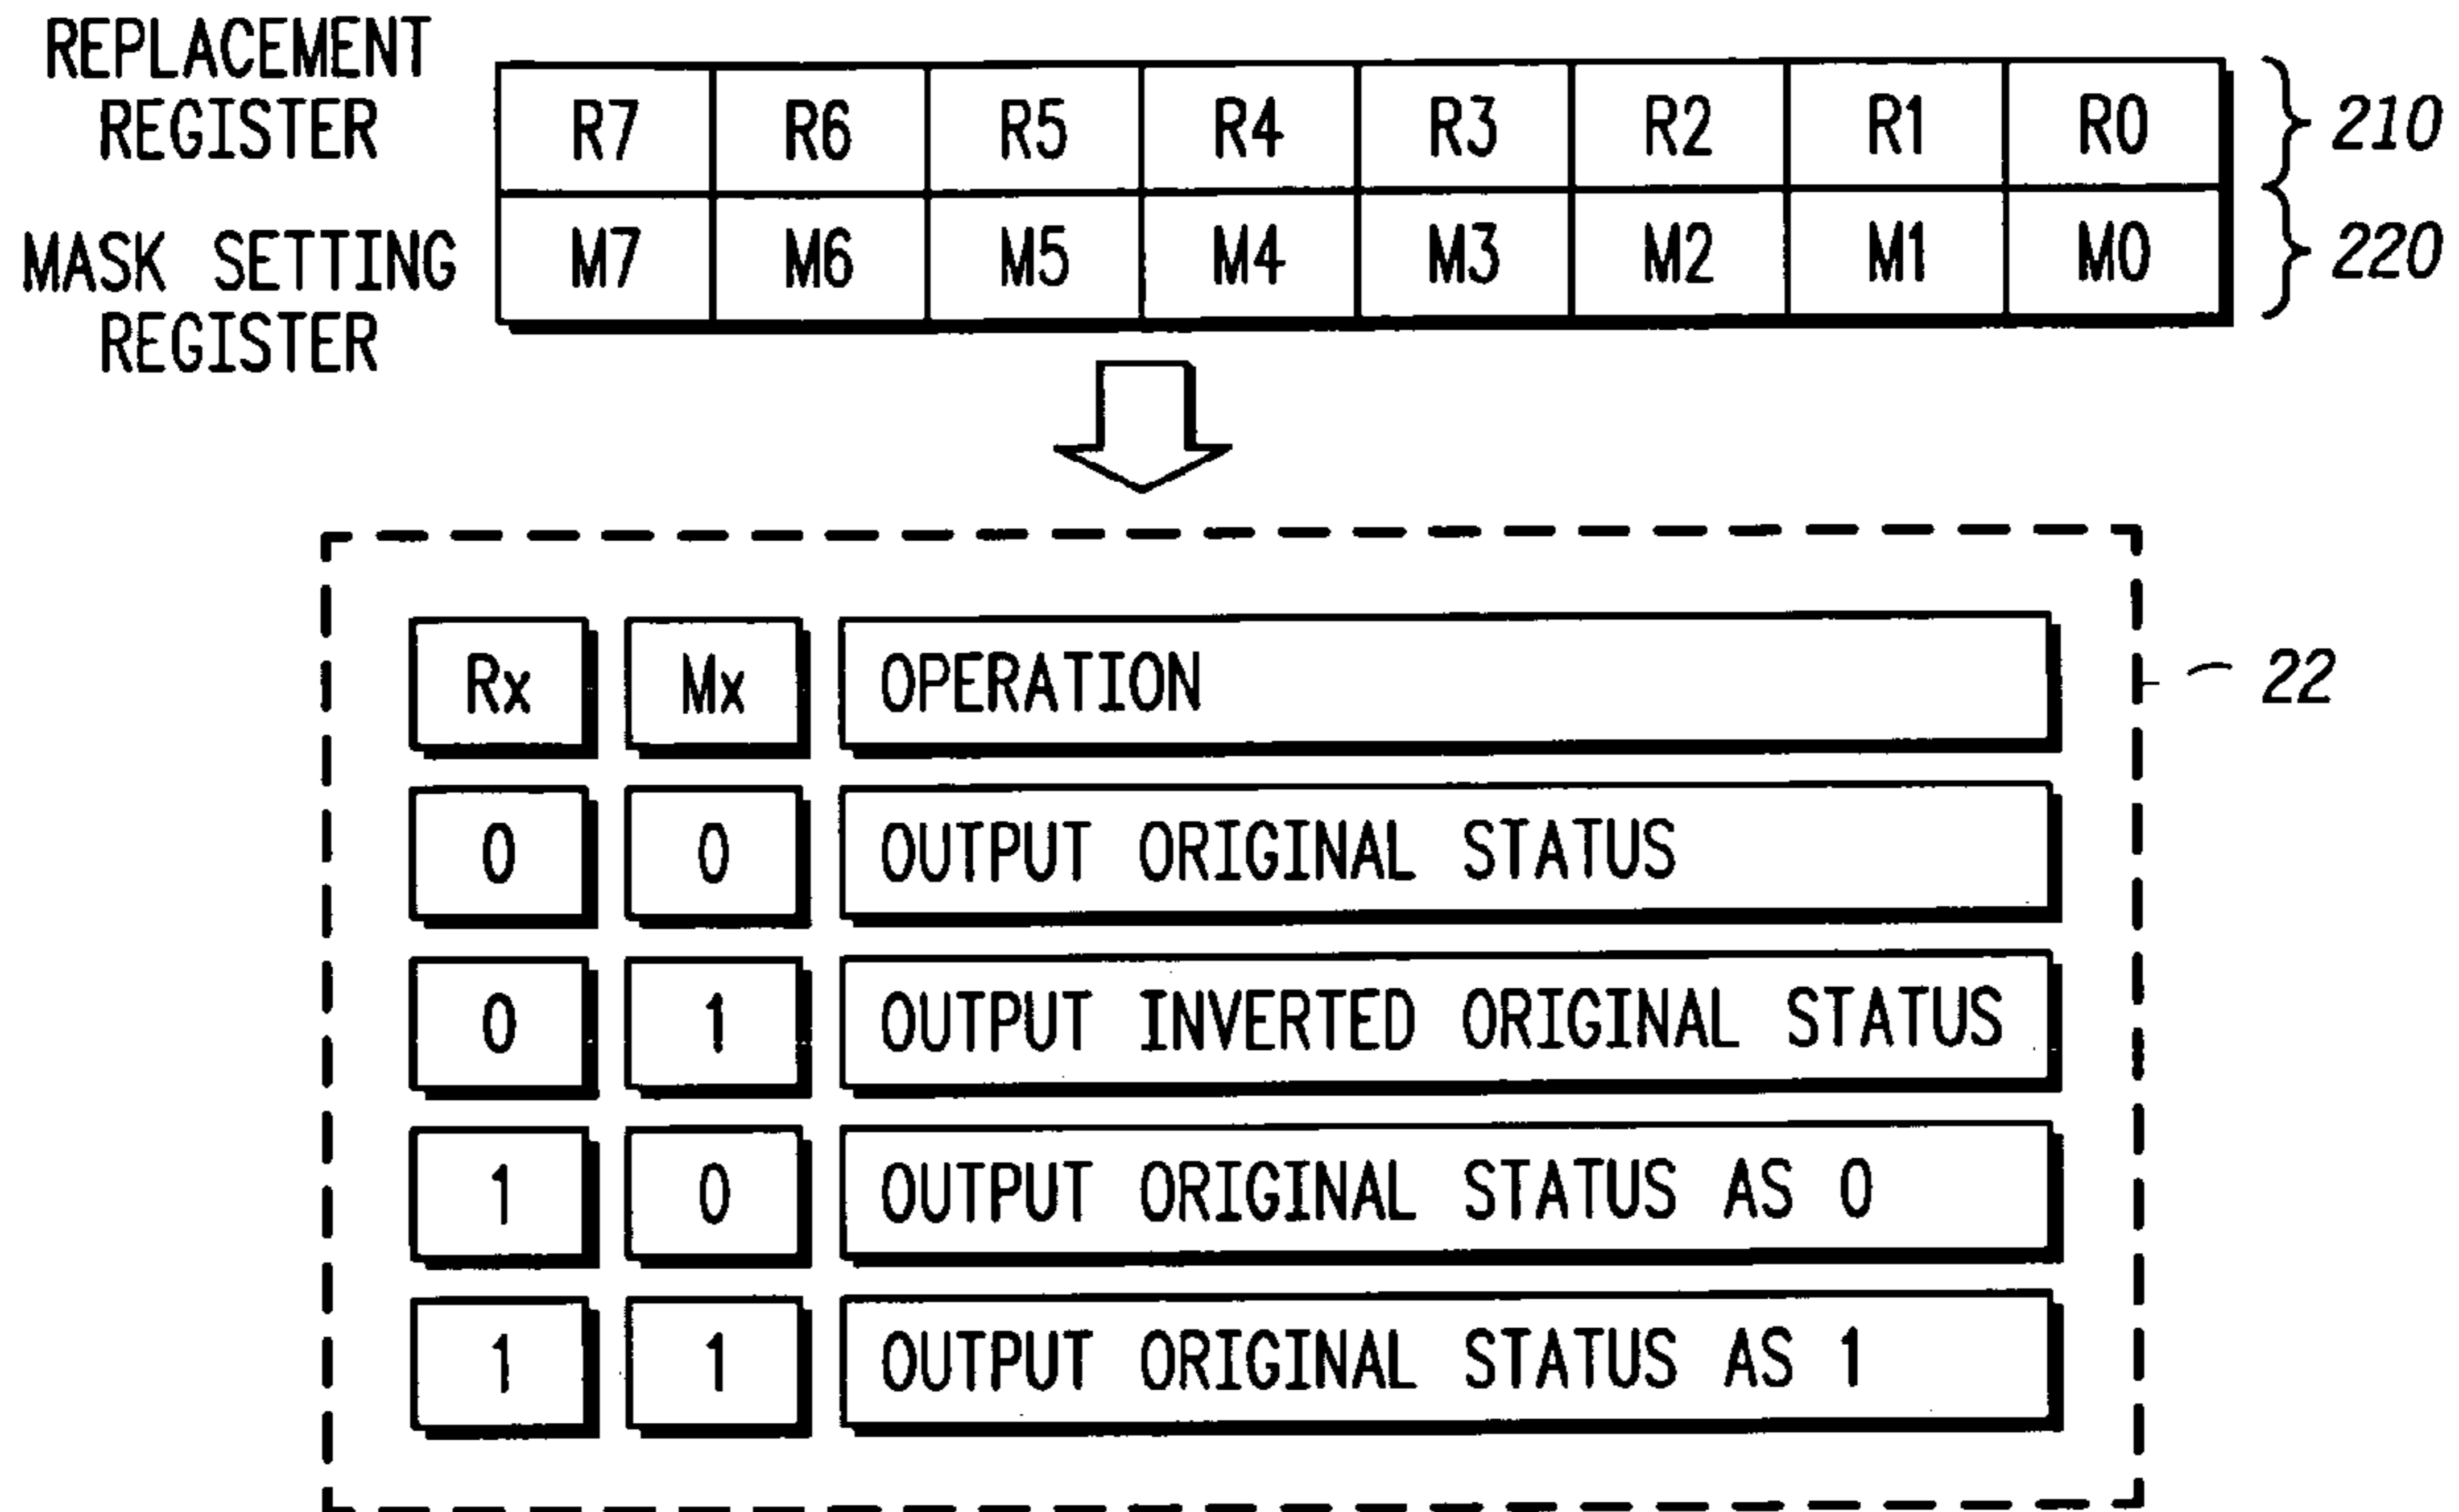 REPLACEMENT
REGISTER
R7 R6 R5 R4 R3 R2 R1 R0 210
MASK SETTING
REGISTER
M7 M6 M5 M4 M3 M2 M1 M0 220
Rx Mx OPERATION 22
0 0 OUTPUT ORIGINAL STATUS
0 1 OUTPUT INVERTED ORIGINAL STATUS
1 0 OUTPUT ORIGINAL STATUS AS 0
1 1 OUTPUT ORIGINAL STATUS AS 1